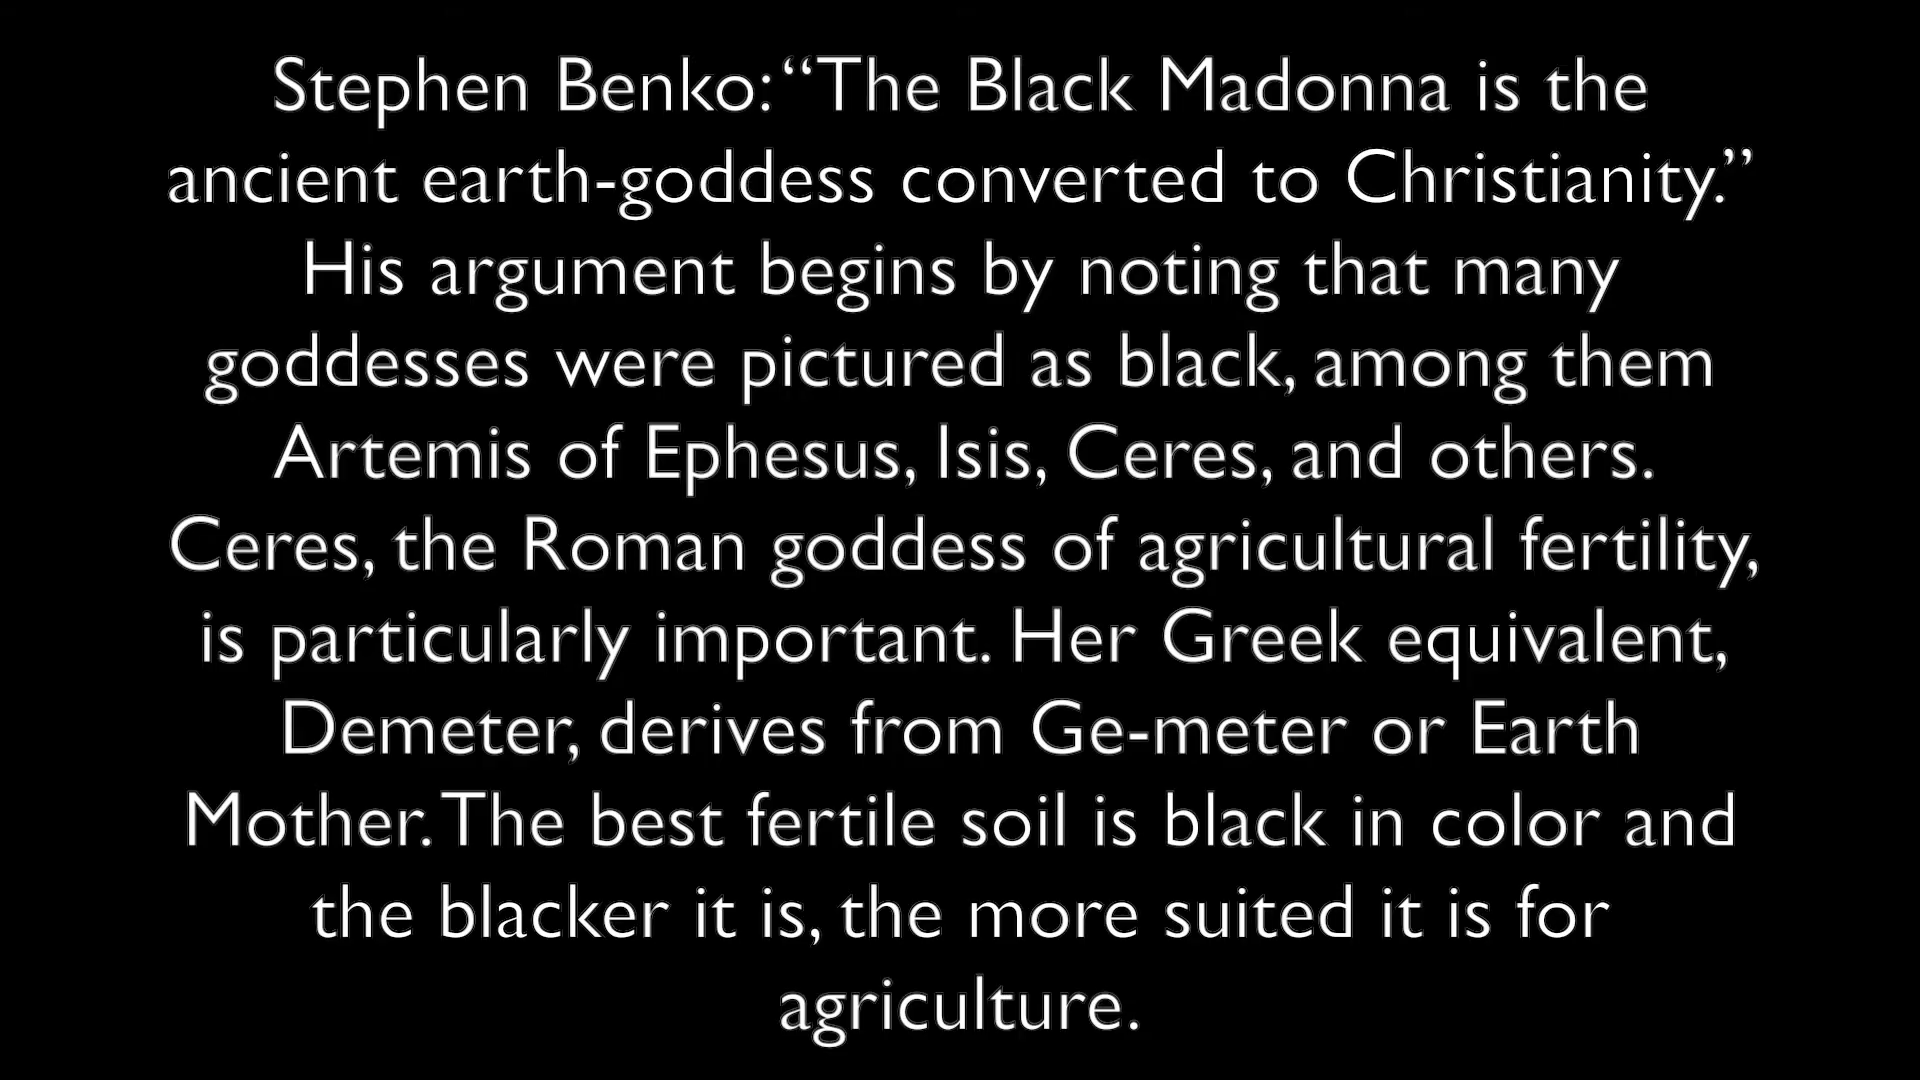 Stephen Benko: “The Black Madonna is the
ancient earth-goddess converted to Christianity.”
His argument begins by noting that many
goddesses were pictured as black, among them
Artemis of Ephesus, Isis, Ceres, and others.
Ceres, the Roman goddess of agricultural fertility,
is particularly important. Her Greek equivalent,
Demeter, derives from Ge-meter or Earth
Mother. The best fertile soil is black in color and
the blacker it is, the more suited it is for
agriculture.